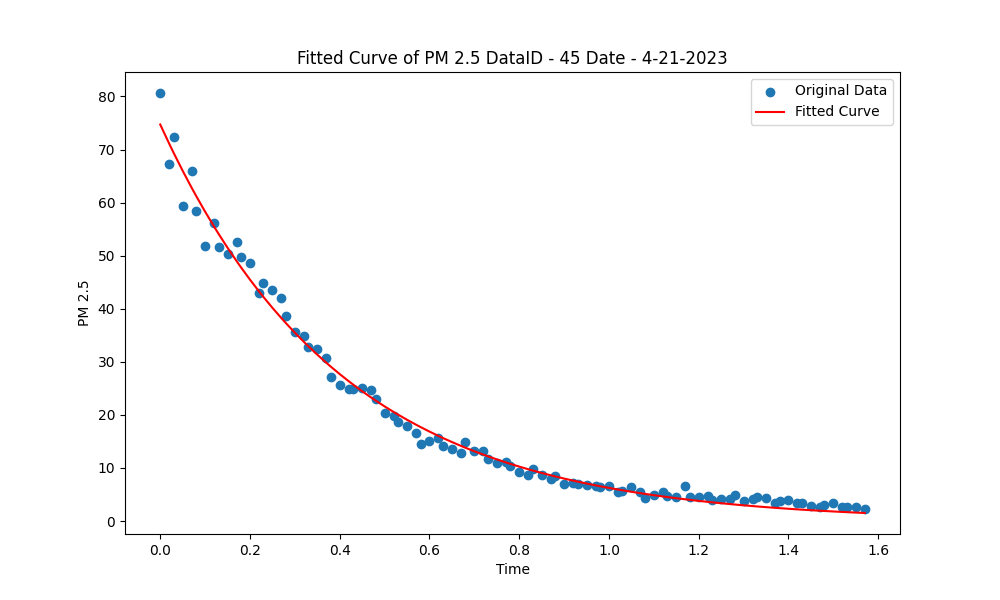 Fitted Curve of PM 2.5 DataID - 45 Date - 4-21-2023
Original Data
Fitted Curve
80
70
60
50
40
30
20
10
0
PM 2.5
0.0 0.2 0.4 0.6 0.8 1.0 1.2 1.4 1.6
Time